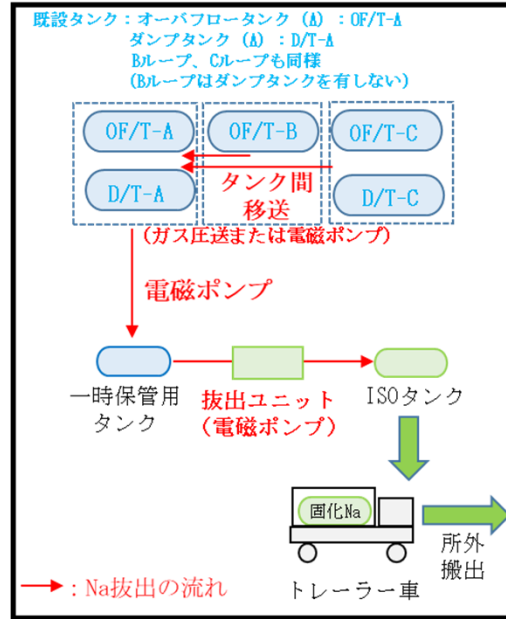 既設タンク：オーバフロータンク (A) ：OF/T-A
ダンプタンク (A) ：D/T-A
Bループ、Cループも同様
(Bループはダンプタンクを有しない)
OF/T-A
OF/T-B
OF/T-C
D/T-A
タンク間
移送
D/T-C
(ガス圧送または電磁ポンプ)
電磁ポンプ
一時保管用
タンク
抜出ユニット
(電磁ポンプ)
ISOタンク
固化Na
トレーラー車
所外
搬出
：Na抜出の流れ